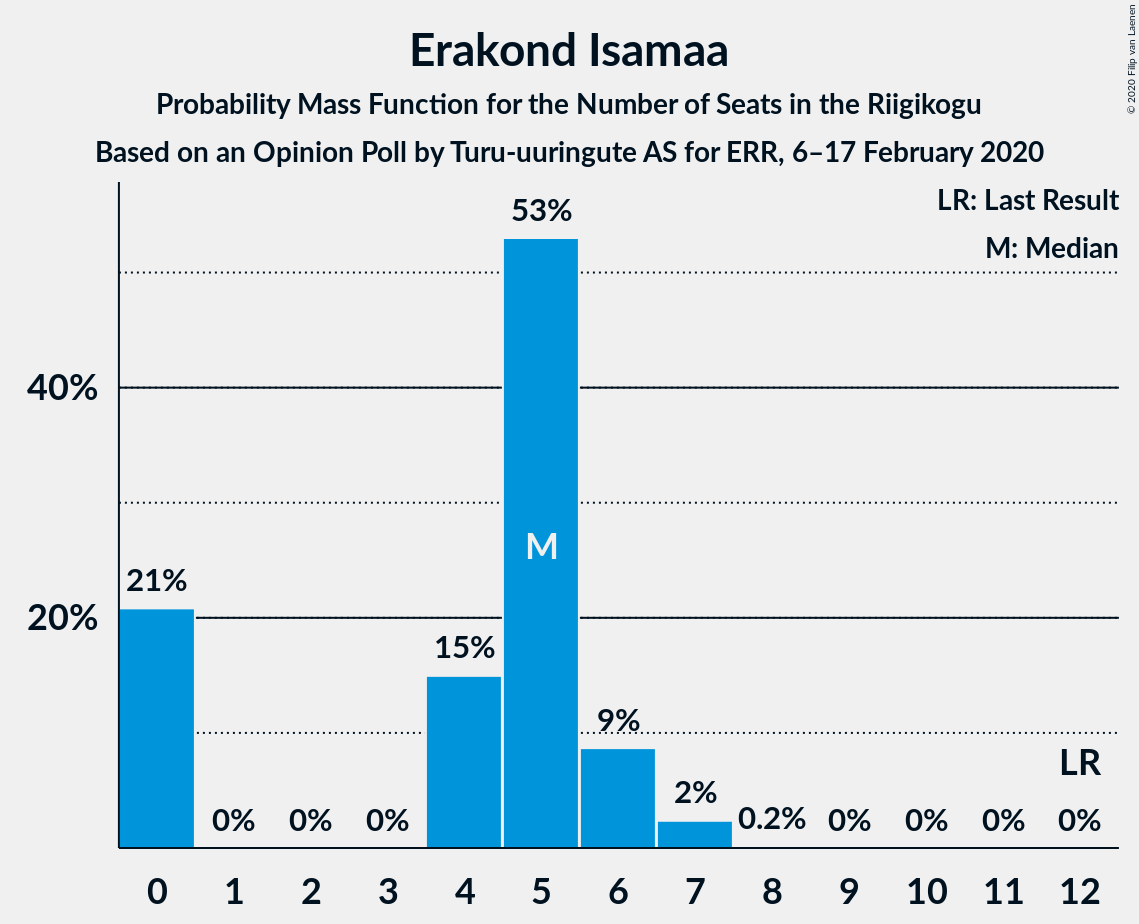 Erakond Isamaa
Probability Mass Function for the Number of Seats in the Riigikogu
Based on an Opinion Poll by Turu-uuringute AS for ERR, 6–17 February 2020
© 2020 Filip van Laenen
LR: Last Result
M: Median
53%
40%
M
21%
20%
15%
9%
LR
2%
0% 0% 0% 0.2% 0% 0% 0% 0%
0 1 2 3 4 5 6 7 8 9 10 11 12